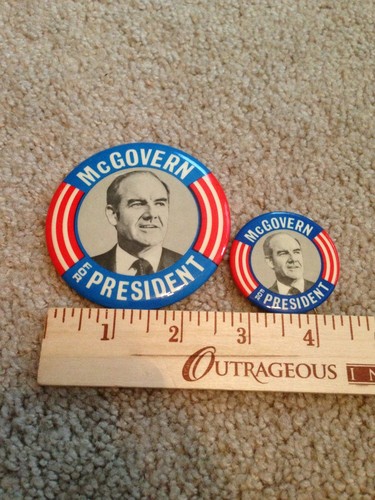 McGOVERN
FOR PRESIDENT
McGOVERN
FOR PRESIDENT
1 2 3 4
OUTRAGEOUS